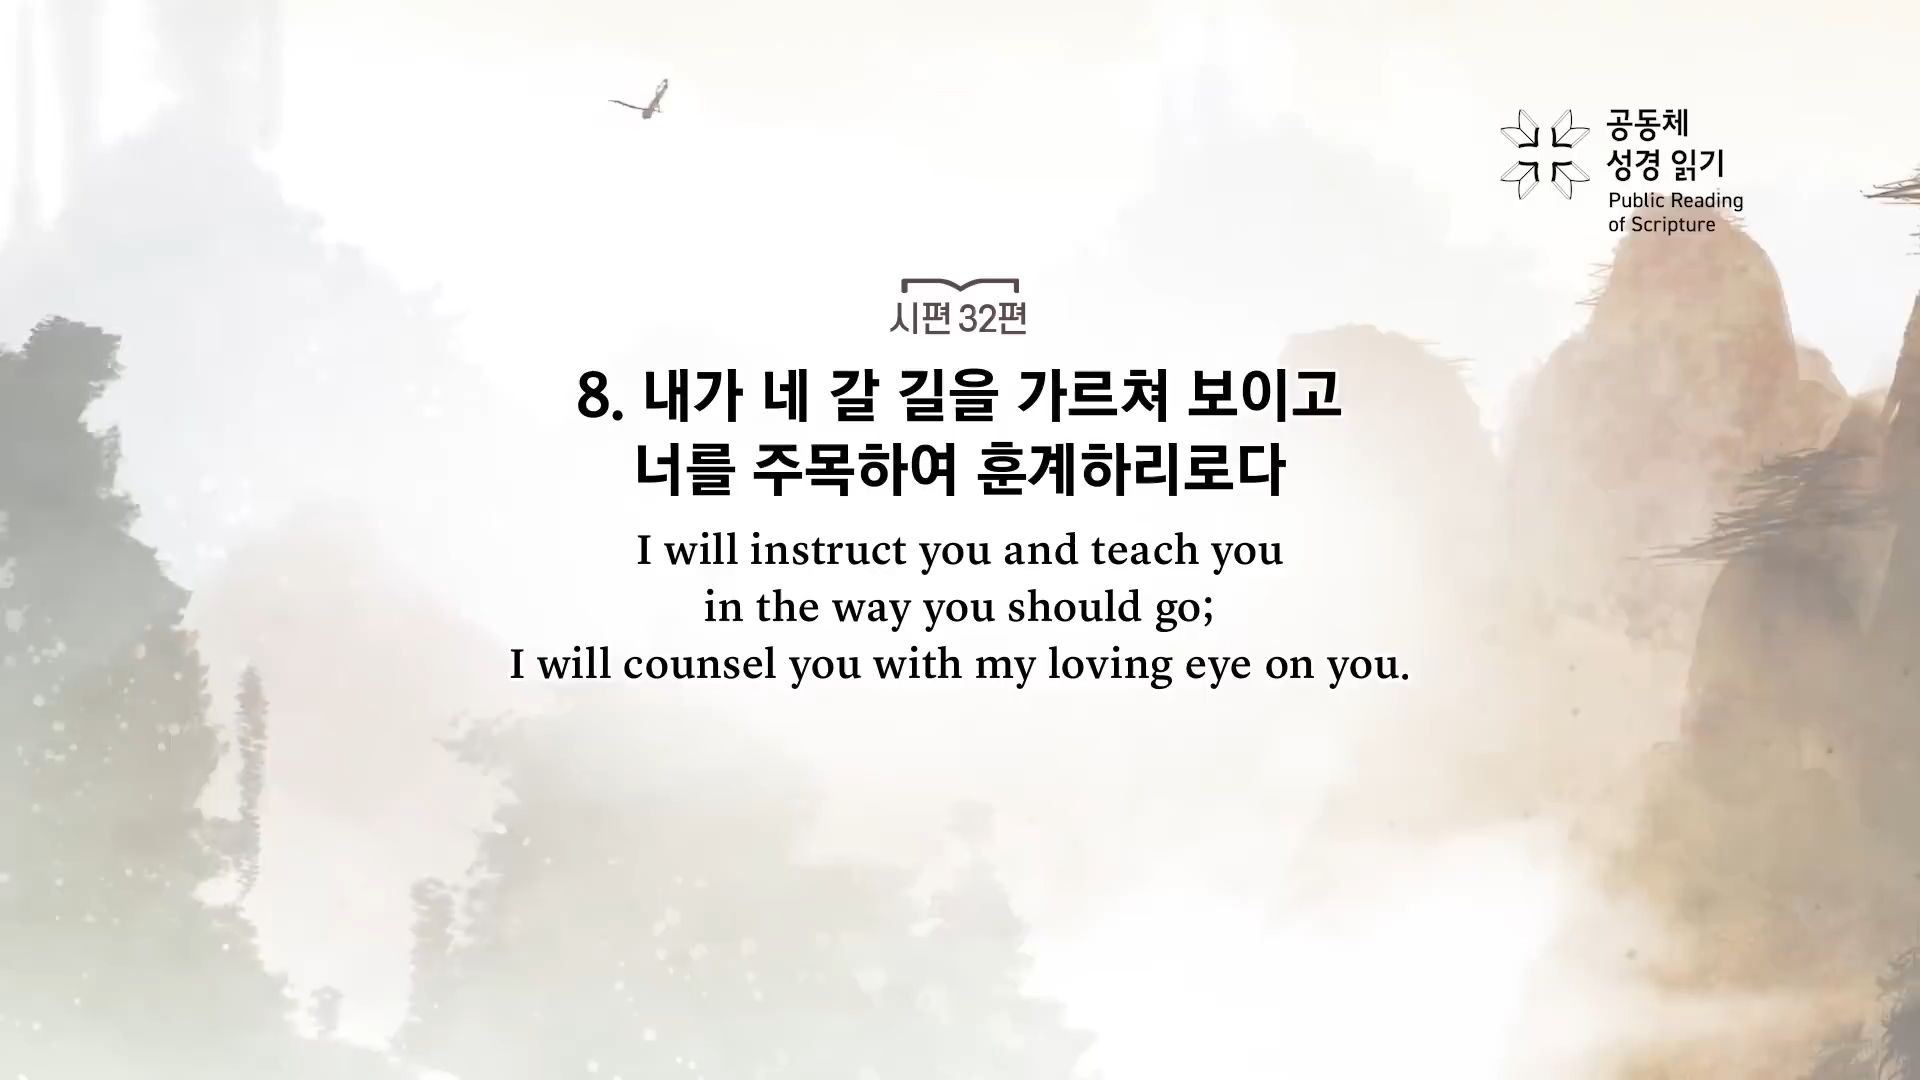 공동체
성경 읽기
Public Reading
of Scripture
시편 32편
8. 내가 네 갈 길을 가르쳐 보이고
너를 주목하여 훈계하리로다
I will instruct you and teach you
in the way you should go;
I will counsel you with my loving eye on you.